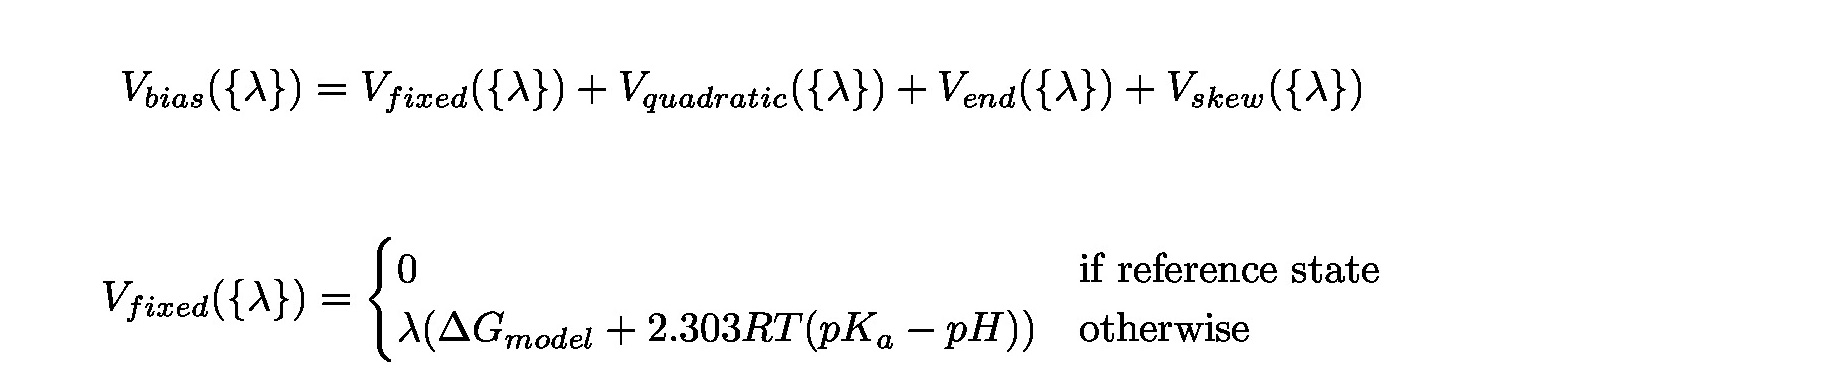 V_{bias}({λ}) = V_{fixed}({λ}) + V_{quadratic}({λ}) + V_{end}({λ}) + V_{skew}({λ})
V_{fixed}({λ}) = { 0 if reference state
λ(ΔG_{model} + 2.303RT(pK_a − pH)) otherwise